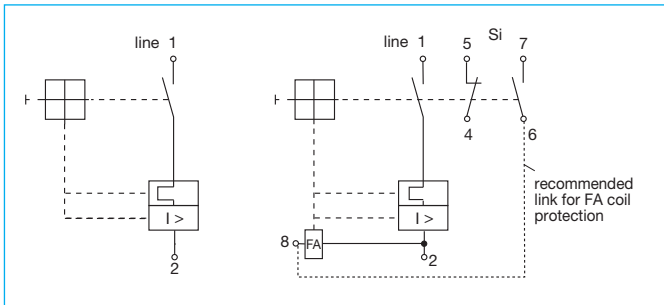 line 1
I >
2
line 1
5
Si
7
4
6
recommended
link for FA coil
protection
I >
8
FA
2